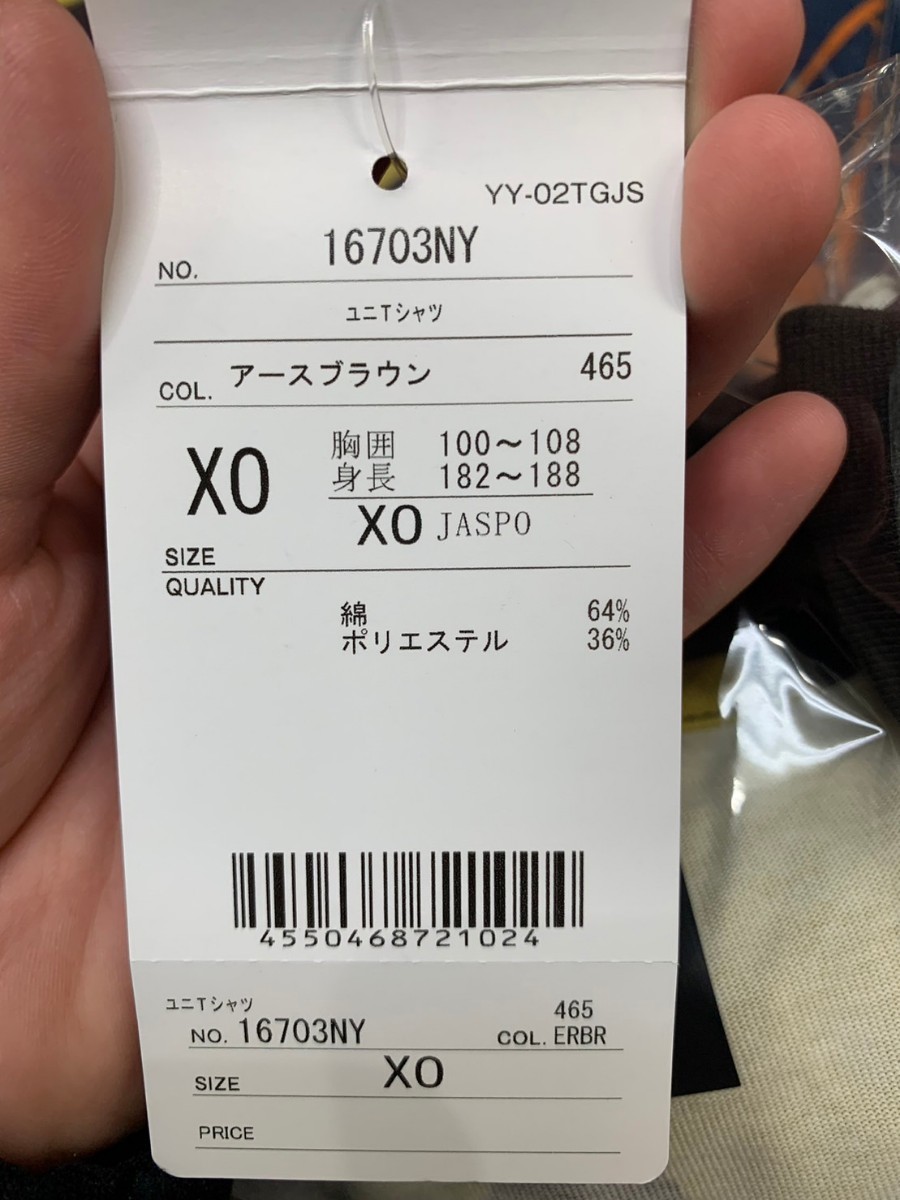 YY-02TGJS
NO. 16703NY
ユニTシャツ
COL. アースブラウン 465
XO
胸囲 100～108
身長 182～188
XO JASPO
SIZE
QUALITY
綿 64%
ポリエステル 36%
4550468721024
ユニTシャツ
465
NO. 16703NY COL. ERBR
SIZE XO
PRICE